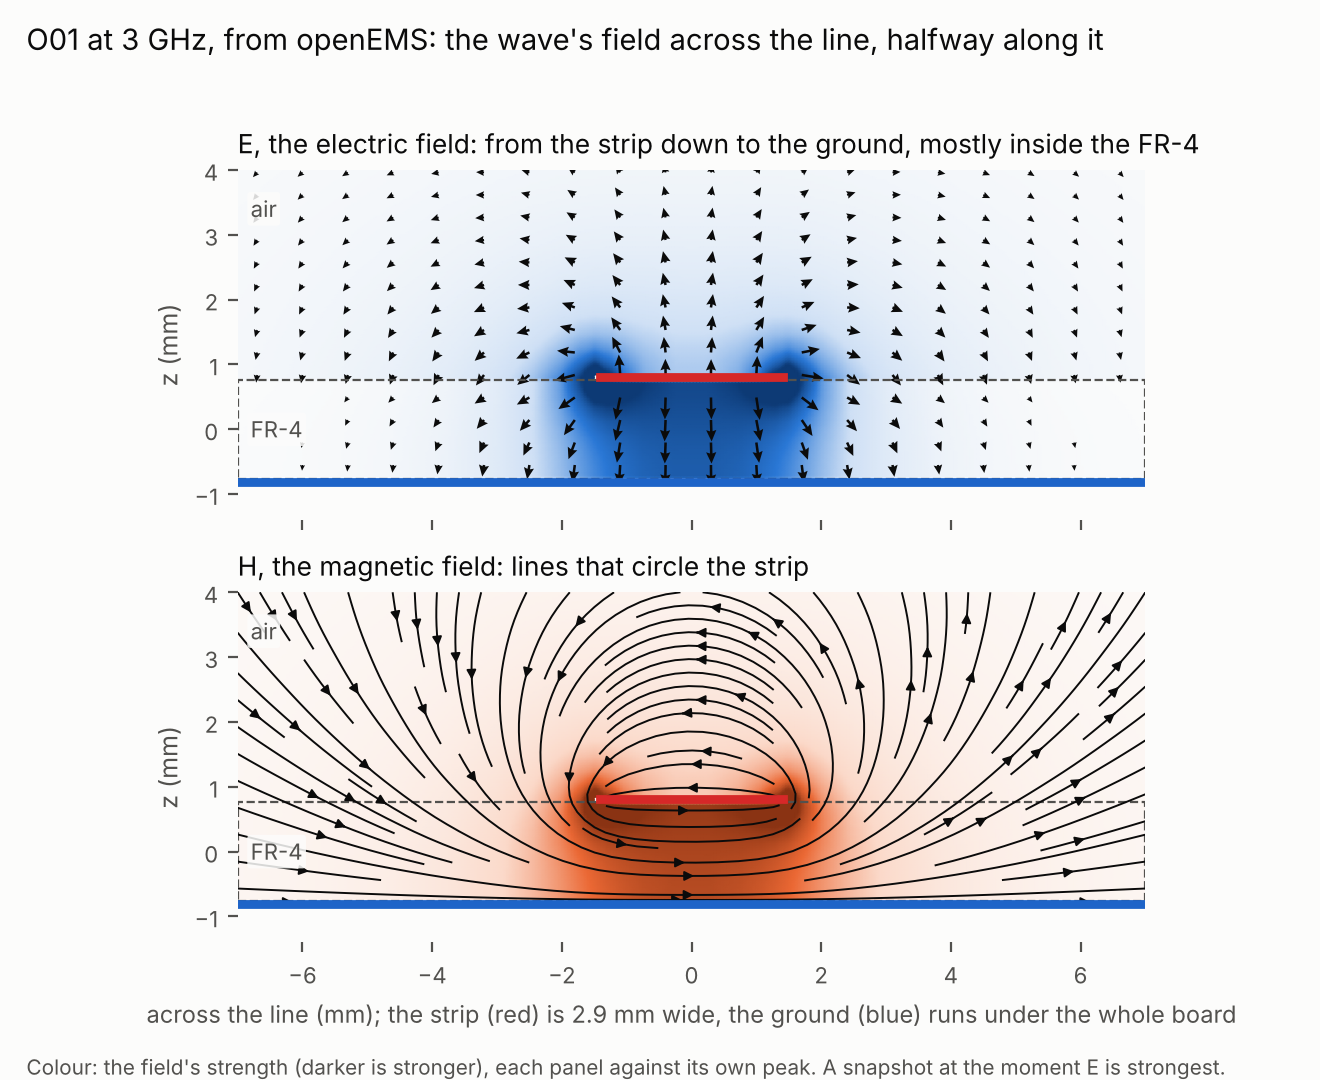 O01 at 3 GHz, from openEMS: the wave's field across the line, halfway along it
E, the electric field: from the strip down to the ground, mostly inside the FR-4
4
air
3
2
z (mm)
1
0
FR-4
−1
H, the magnetic field: lines that circle the strip
4
air
3
2
z (mm)
1
0
FR-4
−1
−6 −4 −2 0 2 4 6
across the line (mm); the strip (red) is 2.9 mm wide, the ground (blue) runs under the whole board
Colour: the field's strength (darker is stronger), each panel against its own peak. A snapshot at the moment E is strongest.